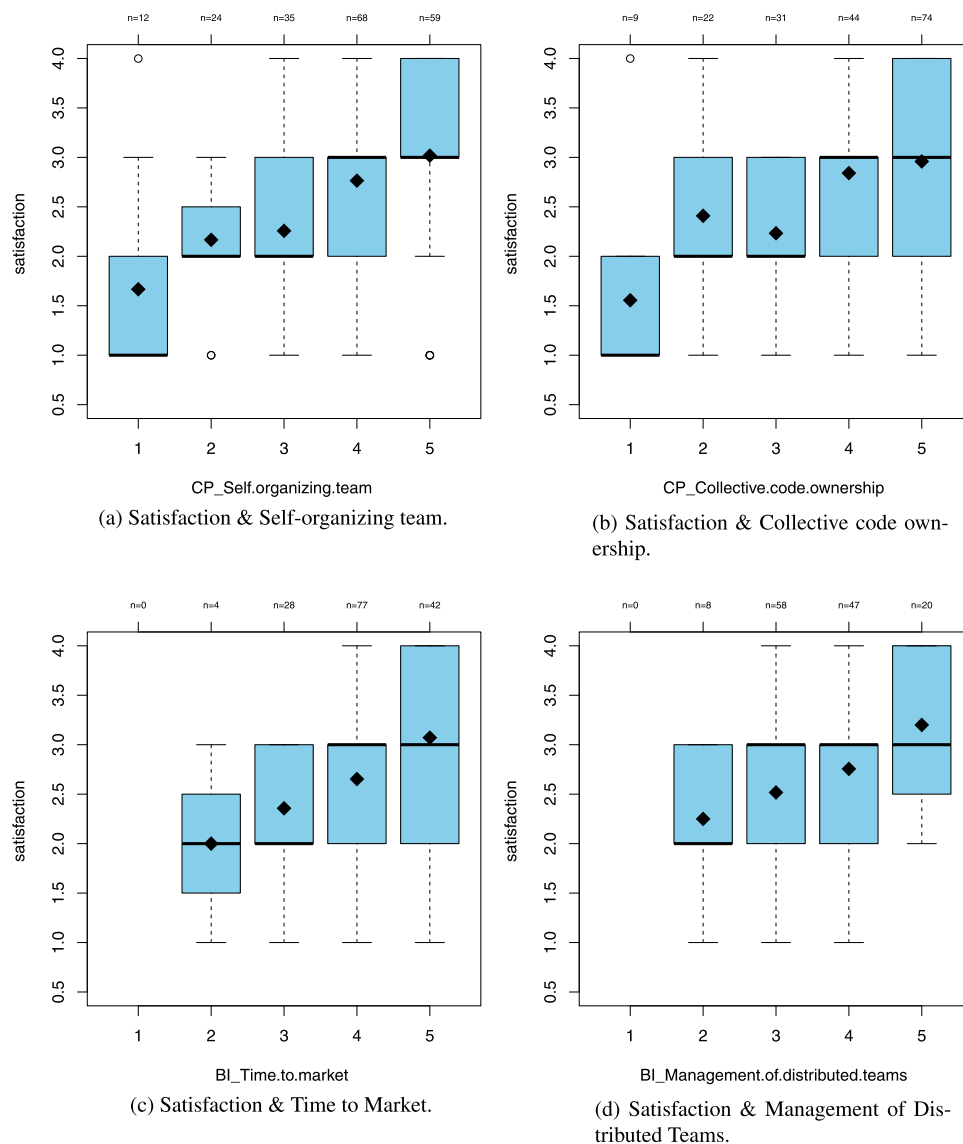 n=12 n=24 n=35 n=68 n=59
4.0
3.5
3.0
2.5
2.0
1.5
1.0
0.5
satisfaction
1 2 3 4 5
CP_Self.organizing.team
(a) Satisfaction & Self-organizing team.
n=9 n=22 n=31 n=44 n=74
4.0
3.5
3.0
2.5
2.0
1.5
1.0
0.5
satisfaction
1 2 3 4 5
CP_Collective.code.ownership
(b) Satisfaction & Collective code own-
ership.
n=0 n=4 n=28 n=77 n=42
4.0
3.5
3.0
2.5
2.0
1.5
1.0
0.5
satisfaction
1 2 3 4 5
BI_Time.to.market
(c) Satisfaction & Time to Market.
n=0 n=8 n=58 n=47 n=20
4.0
3.5
3.0
2.5
2.0
1.5
1.0
0.5
satisfaction
1 2 3 4 5
BI_Management.of.distributed.teams
(d) Satisfaction & Management of Dis-
tributed Teams.